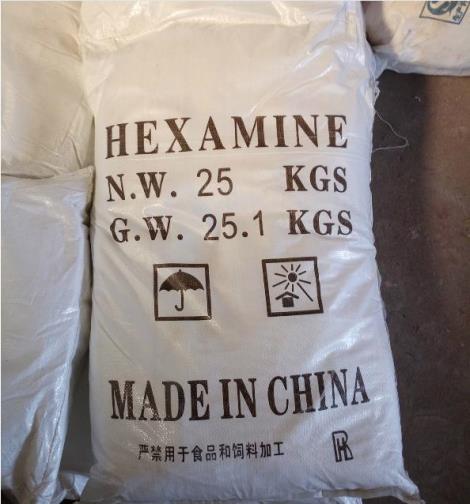 HEXAMINE
N.W. 25 KGS
G.W. 25.1 KGS
MADE IN CHINA
严禁用于食品和饲料加工